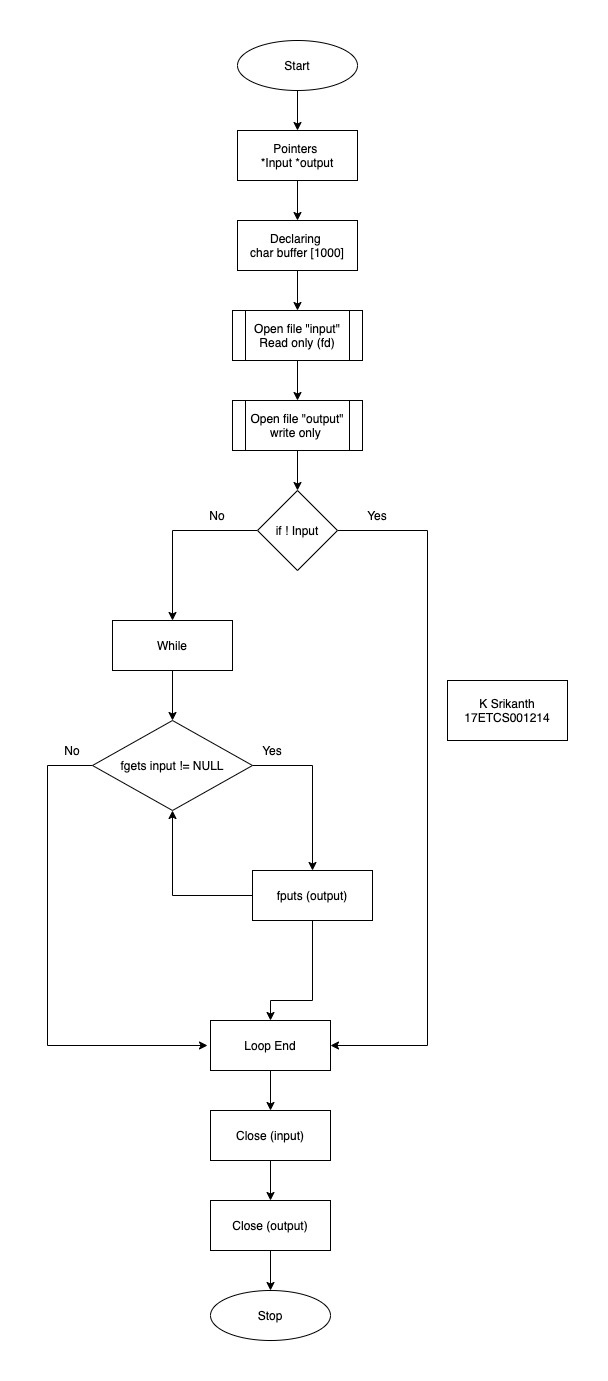 Start
Pointers
*Input *output
Declaring
char buffer [1000]
Open file "input"
Read only (fd)
Open file "output"
write only
No
if ! Input
Yes
While
K Srikanth
17ETCS001214
No
fgets input != NULL
Yes
fputs (output)
Loop End
Close (input)
Close (output)
Stop